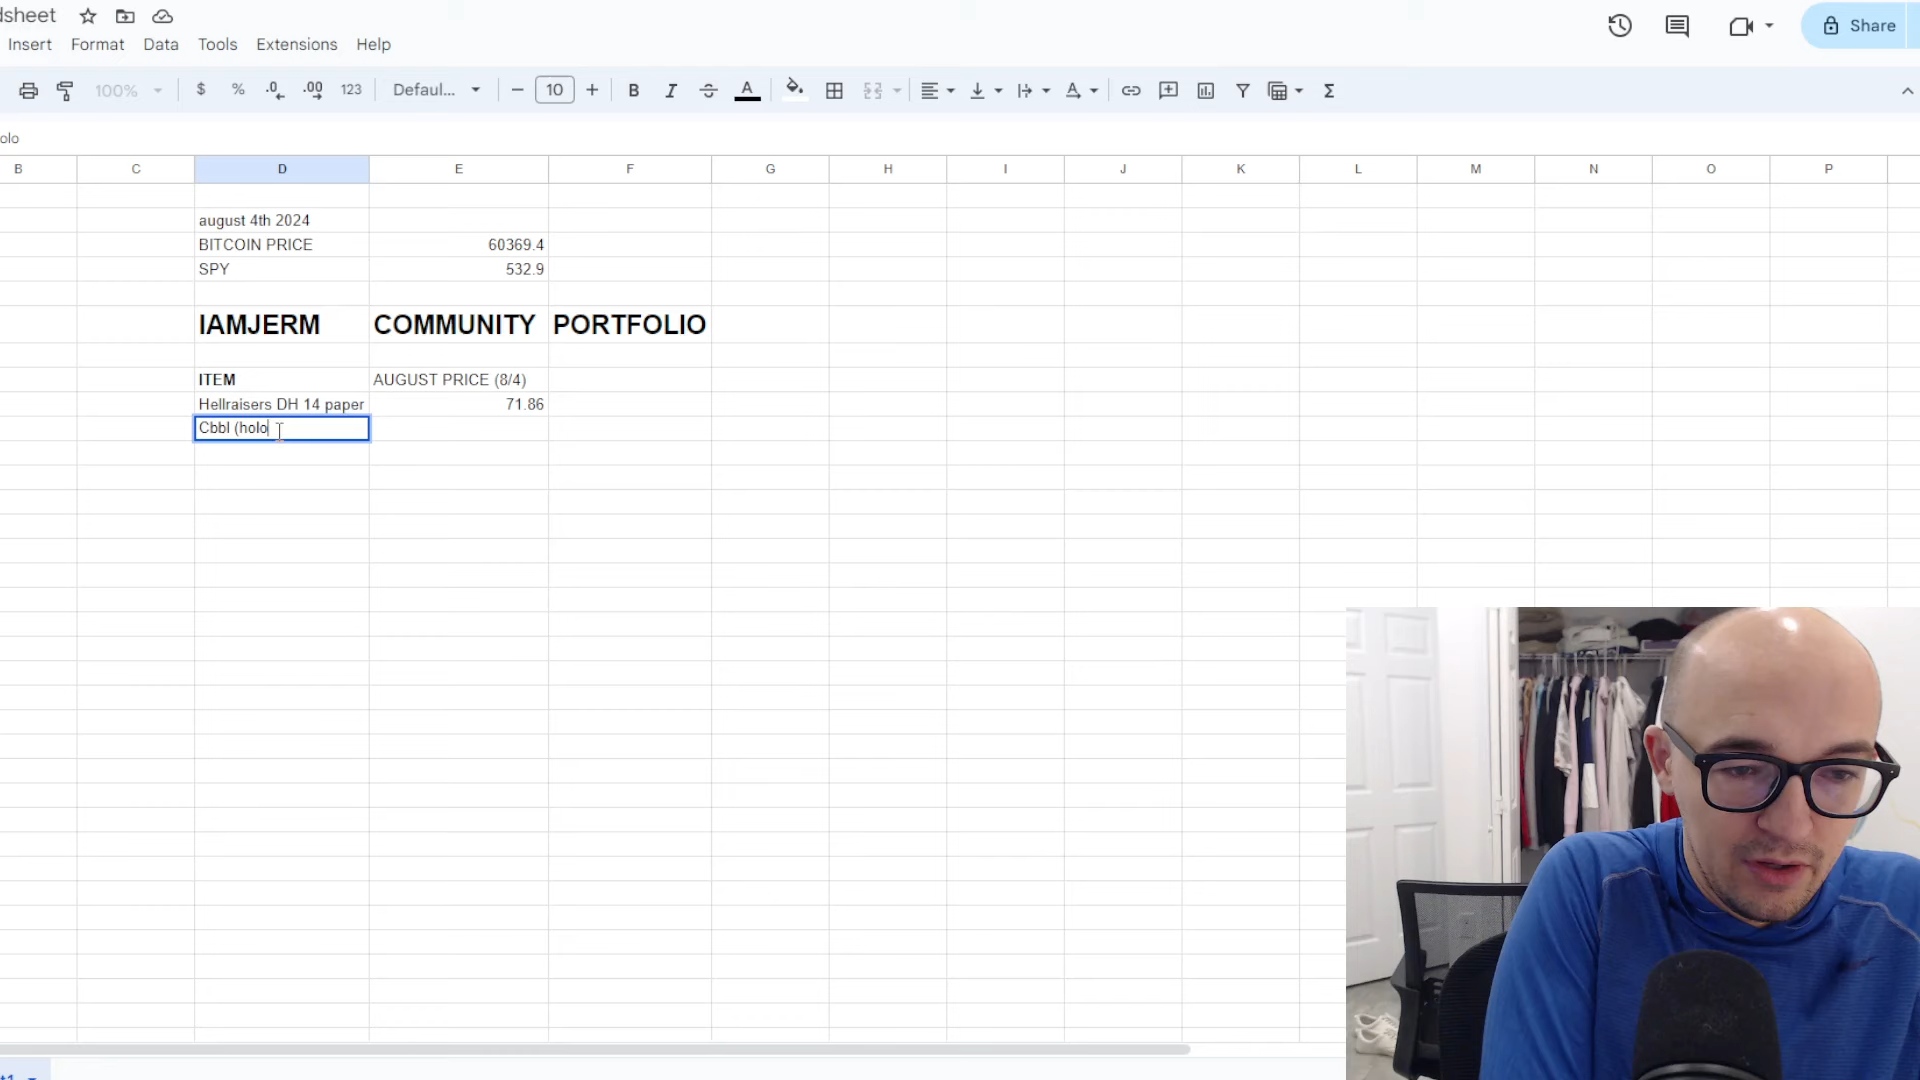 dsheet
Insert Format Data Tools Extensions Help
Share
100% $ % .0 .00 123 Defaul... 10 B I A Σ
olo
B C D E F G H I J K L M N O P
august 4th 2024
BITCOIN PRICE 60369.4
SPY 532.9
IAMJERM COMMUNITY PORTFOLIO
ITEM AUGUST PRICE (8/4)
Hellraisers DH 14 paper 71.86
Cbbl (holo